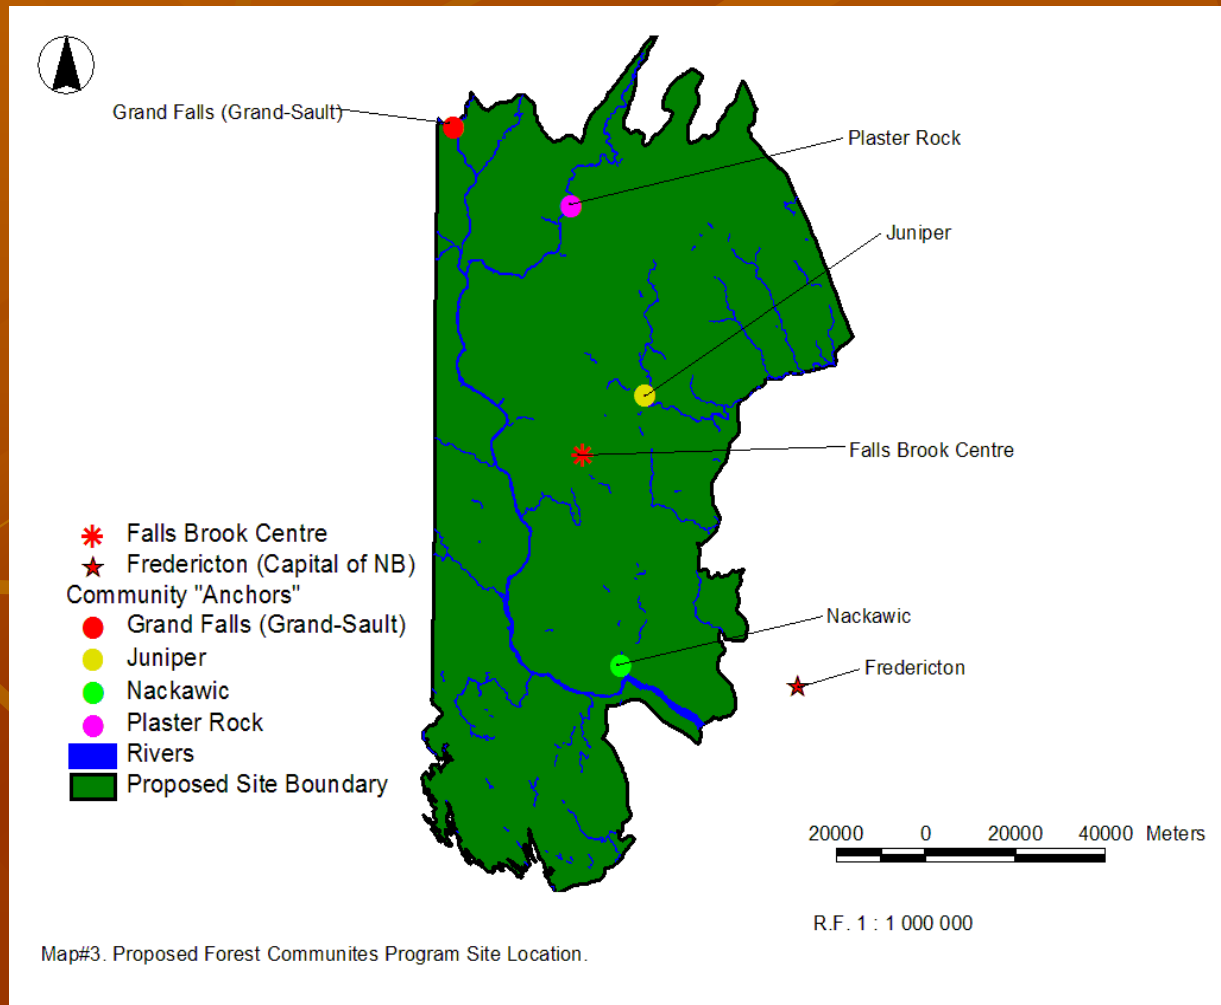 Grand Falls (Grand-Sault)
Plaster Rock
Juniper
Falls Brook Centre
Falls Brook Centre
Fredericton (Capital of NB)
Community "Anchors"
Grand Falls (Grand-Sault)
Juniper
Nackawic
Plaster Rock
Rivers
Proposed Site Boundary
Nackawic
Fredericton
20000 0 20000 40000 Meters
R.F. 1 : 1 000 000
Map#3. Proposed Forest Communites Program Site Location.